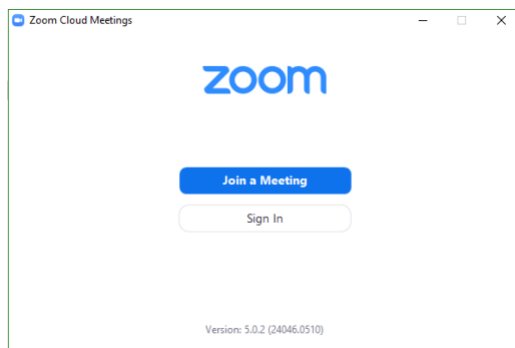 Zoom Cloud Meetings
zoom
Join a Meeting
Sign In
Version: 5.0.2 (24046.0510)